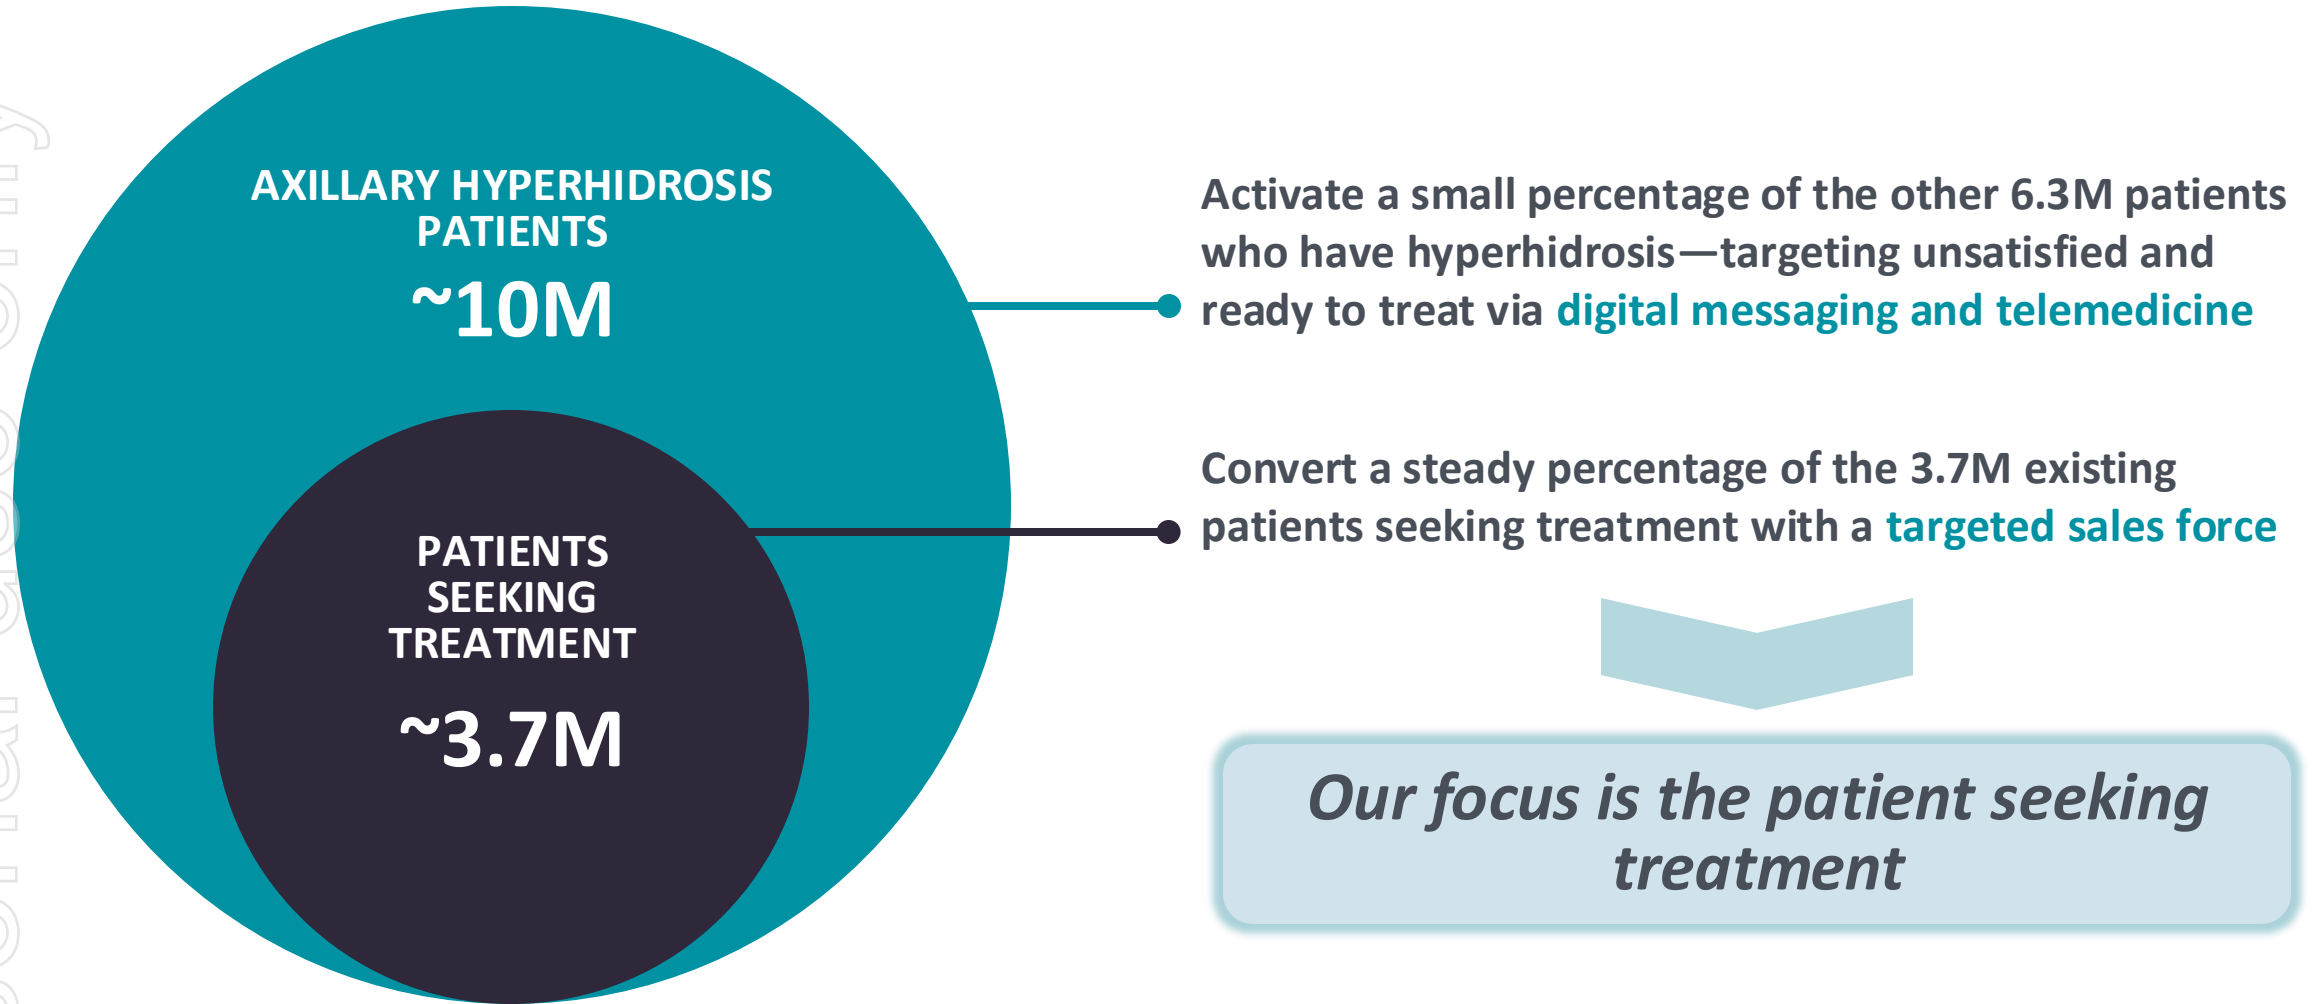 AXILLARY HYPERHIDROSIS
PATIENTS
~10M
PATIENTS
SEEKING
TREATMENT
~3.7M
Activate a small percentage of the other 6.3M patients
who have hyperhidrosis—targeting unsatisfied and
ready to treat via digital messaging and telemedicine
Convert a steady percentage of the 3.7M existing
patients seeking treatment with a targeted sales force
Our focus is the patient seeking
treatment